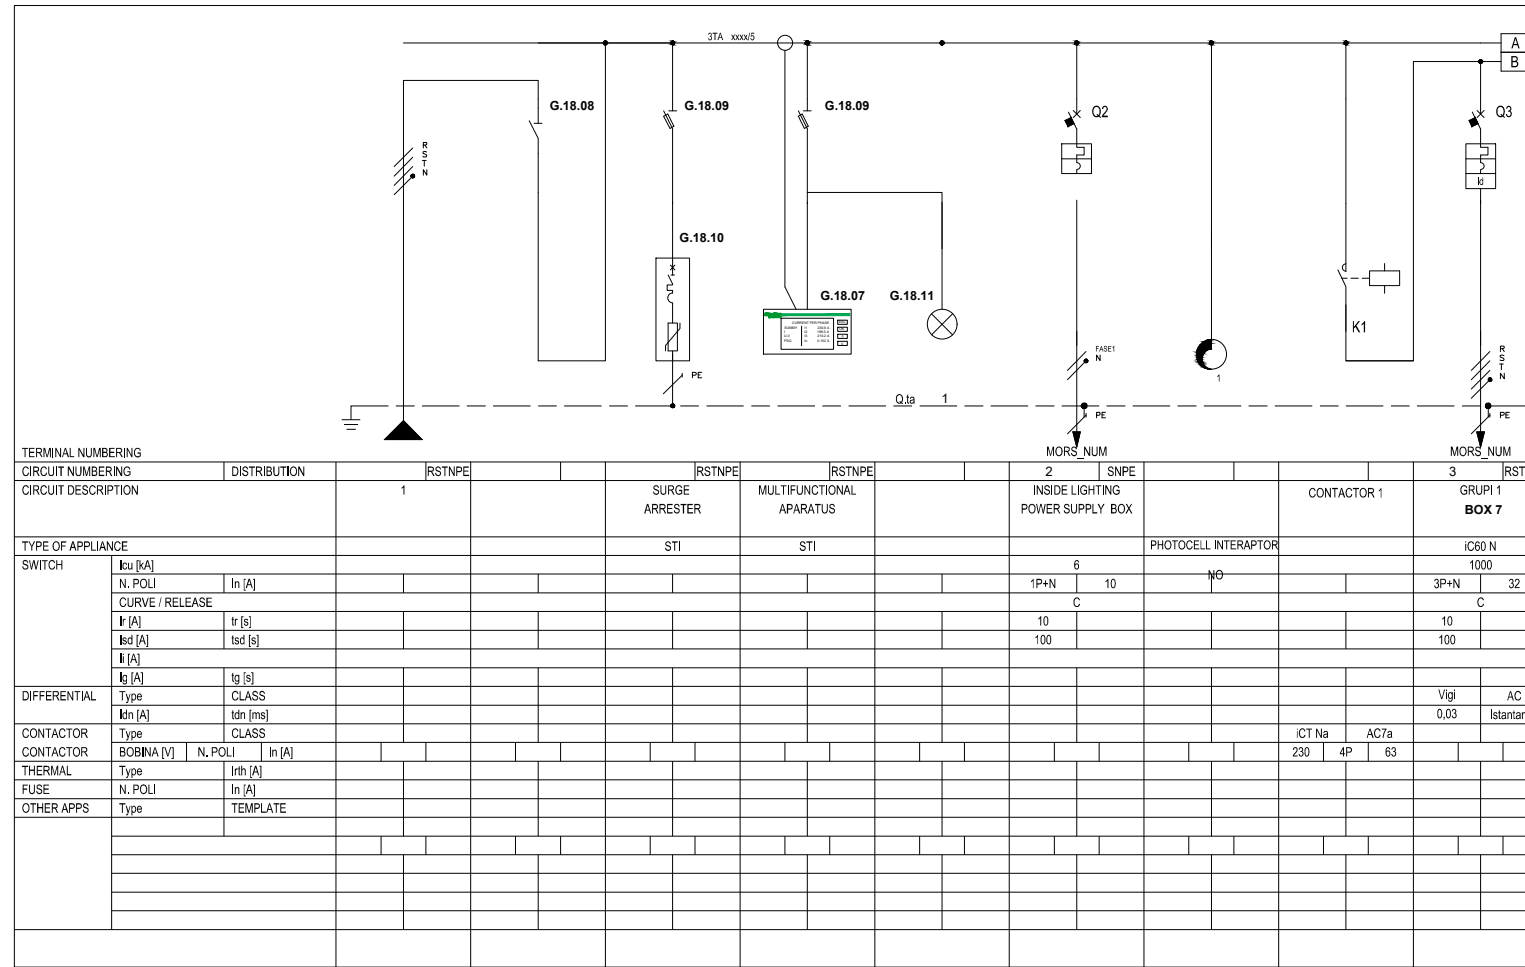 3TA xxxx/5
A
B
G.18.08
G.18.09
G.18.09
Q2
Q3
R
S
T
N
Id
G.18.10
G.18.07
G.18.11
CURRENT PER PHASE
K1
FASE1
N
R
S
T
N
PE
1
Q.ta 1
PE
PE
TERMINAL NUMBERING MORS_NUM MORS_NUM
CIRCUIT NUMBERING DISTRIBUTION RSTNPE RSTNPE RSTNPE 2 SNPE 3 RST
CIRCUIT DESCRIPTION 1 SURGE MULTIFUNCTIONAL INSIDE LIGHTING CONTACTOR 1 GRUPI 1
ARRESTER APARATUS POWER SUPPLY BOX BOX 7
TYPE OF APPLIANCE STI STI PHOTOCELL INTERAPTOR iC60 N
SWITCH Icu [kA] 6 1000
NO
N. POLI In [A] 1P+N 10 3P+N 32
CURVE / RELEASE C C
Ir [A] tr [s] 10 10
Isd [A] tsd [s] 100 100
Ii [A]
Ig [A] tg [s]
DIFFERENTIAL Type CLASS Vigi AC
Idn [A] tdn [ms] 0,03 Istantan
CONTACTOR Type CLASS iCT Na AC7a
CONTACTOR BOBINA [V] N. POLI In [A] 230 4P 63
THERMAL Type Irth [A]
FUSE N. POLI In [A]
OTHER APPS Type TEMPLATE